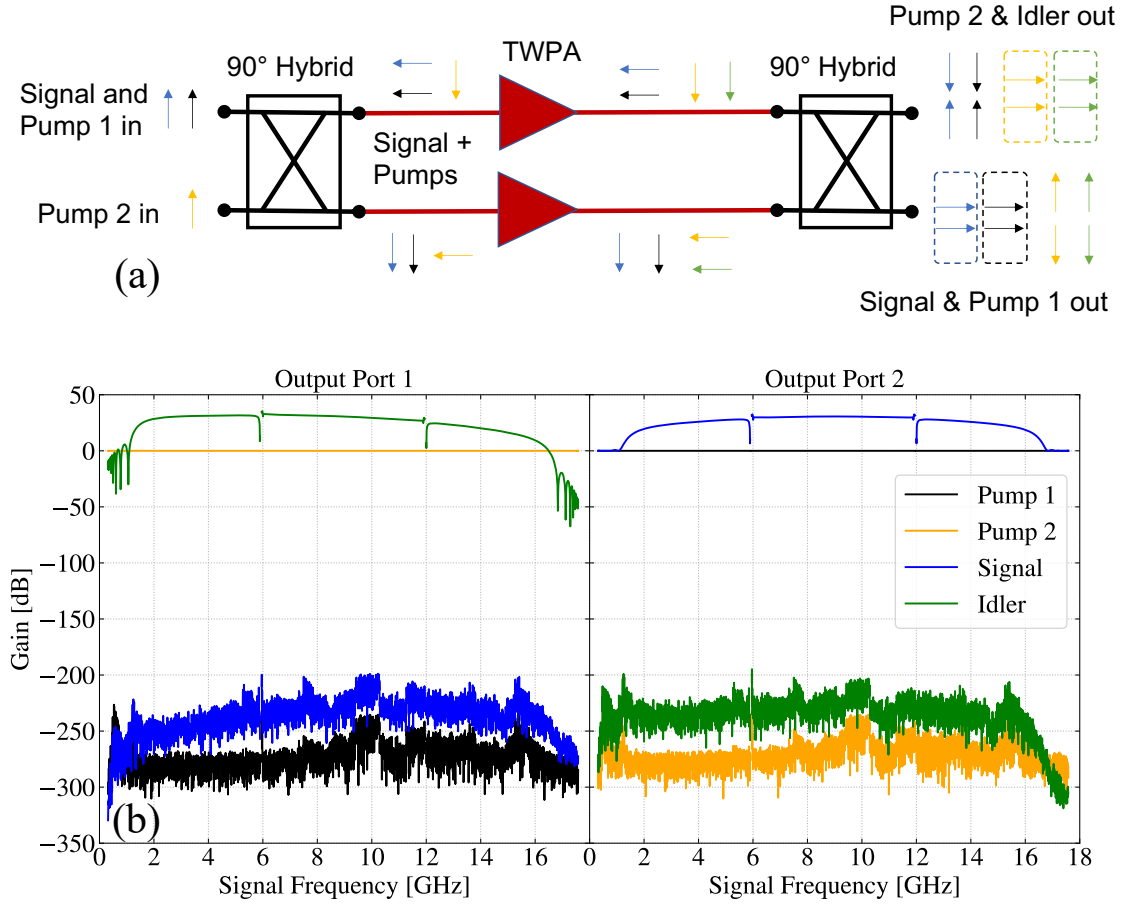 Pump 2 & Idler out
TWPA
90° Hybrid
90° Hybrid
Signal and
Pump 1 in
Signal +
Pumps
Pump 2 in
(a)
Signal & Pump 1 out
Output Port 1
Output Port 2
50
0
−50
−100
−150
−200
−250
−300
−350
Gain [dB]
Pump 1
Pump 2
Signal
Idler
(b)
0 2 4 6 8 10 12 14 16 0 2 4 6 8 10 12 14 16 18
Signal Frequency [GHz]
Signal Frequency [GHz]